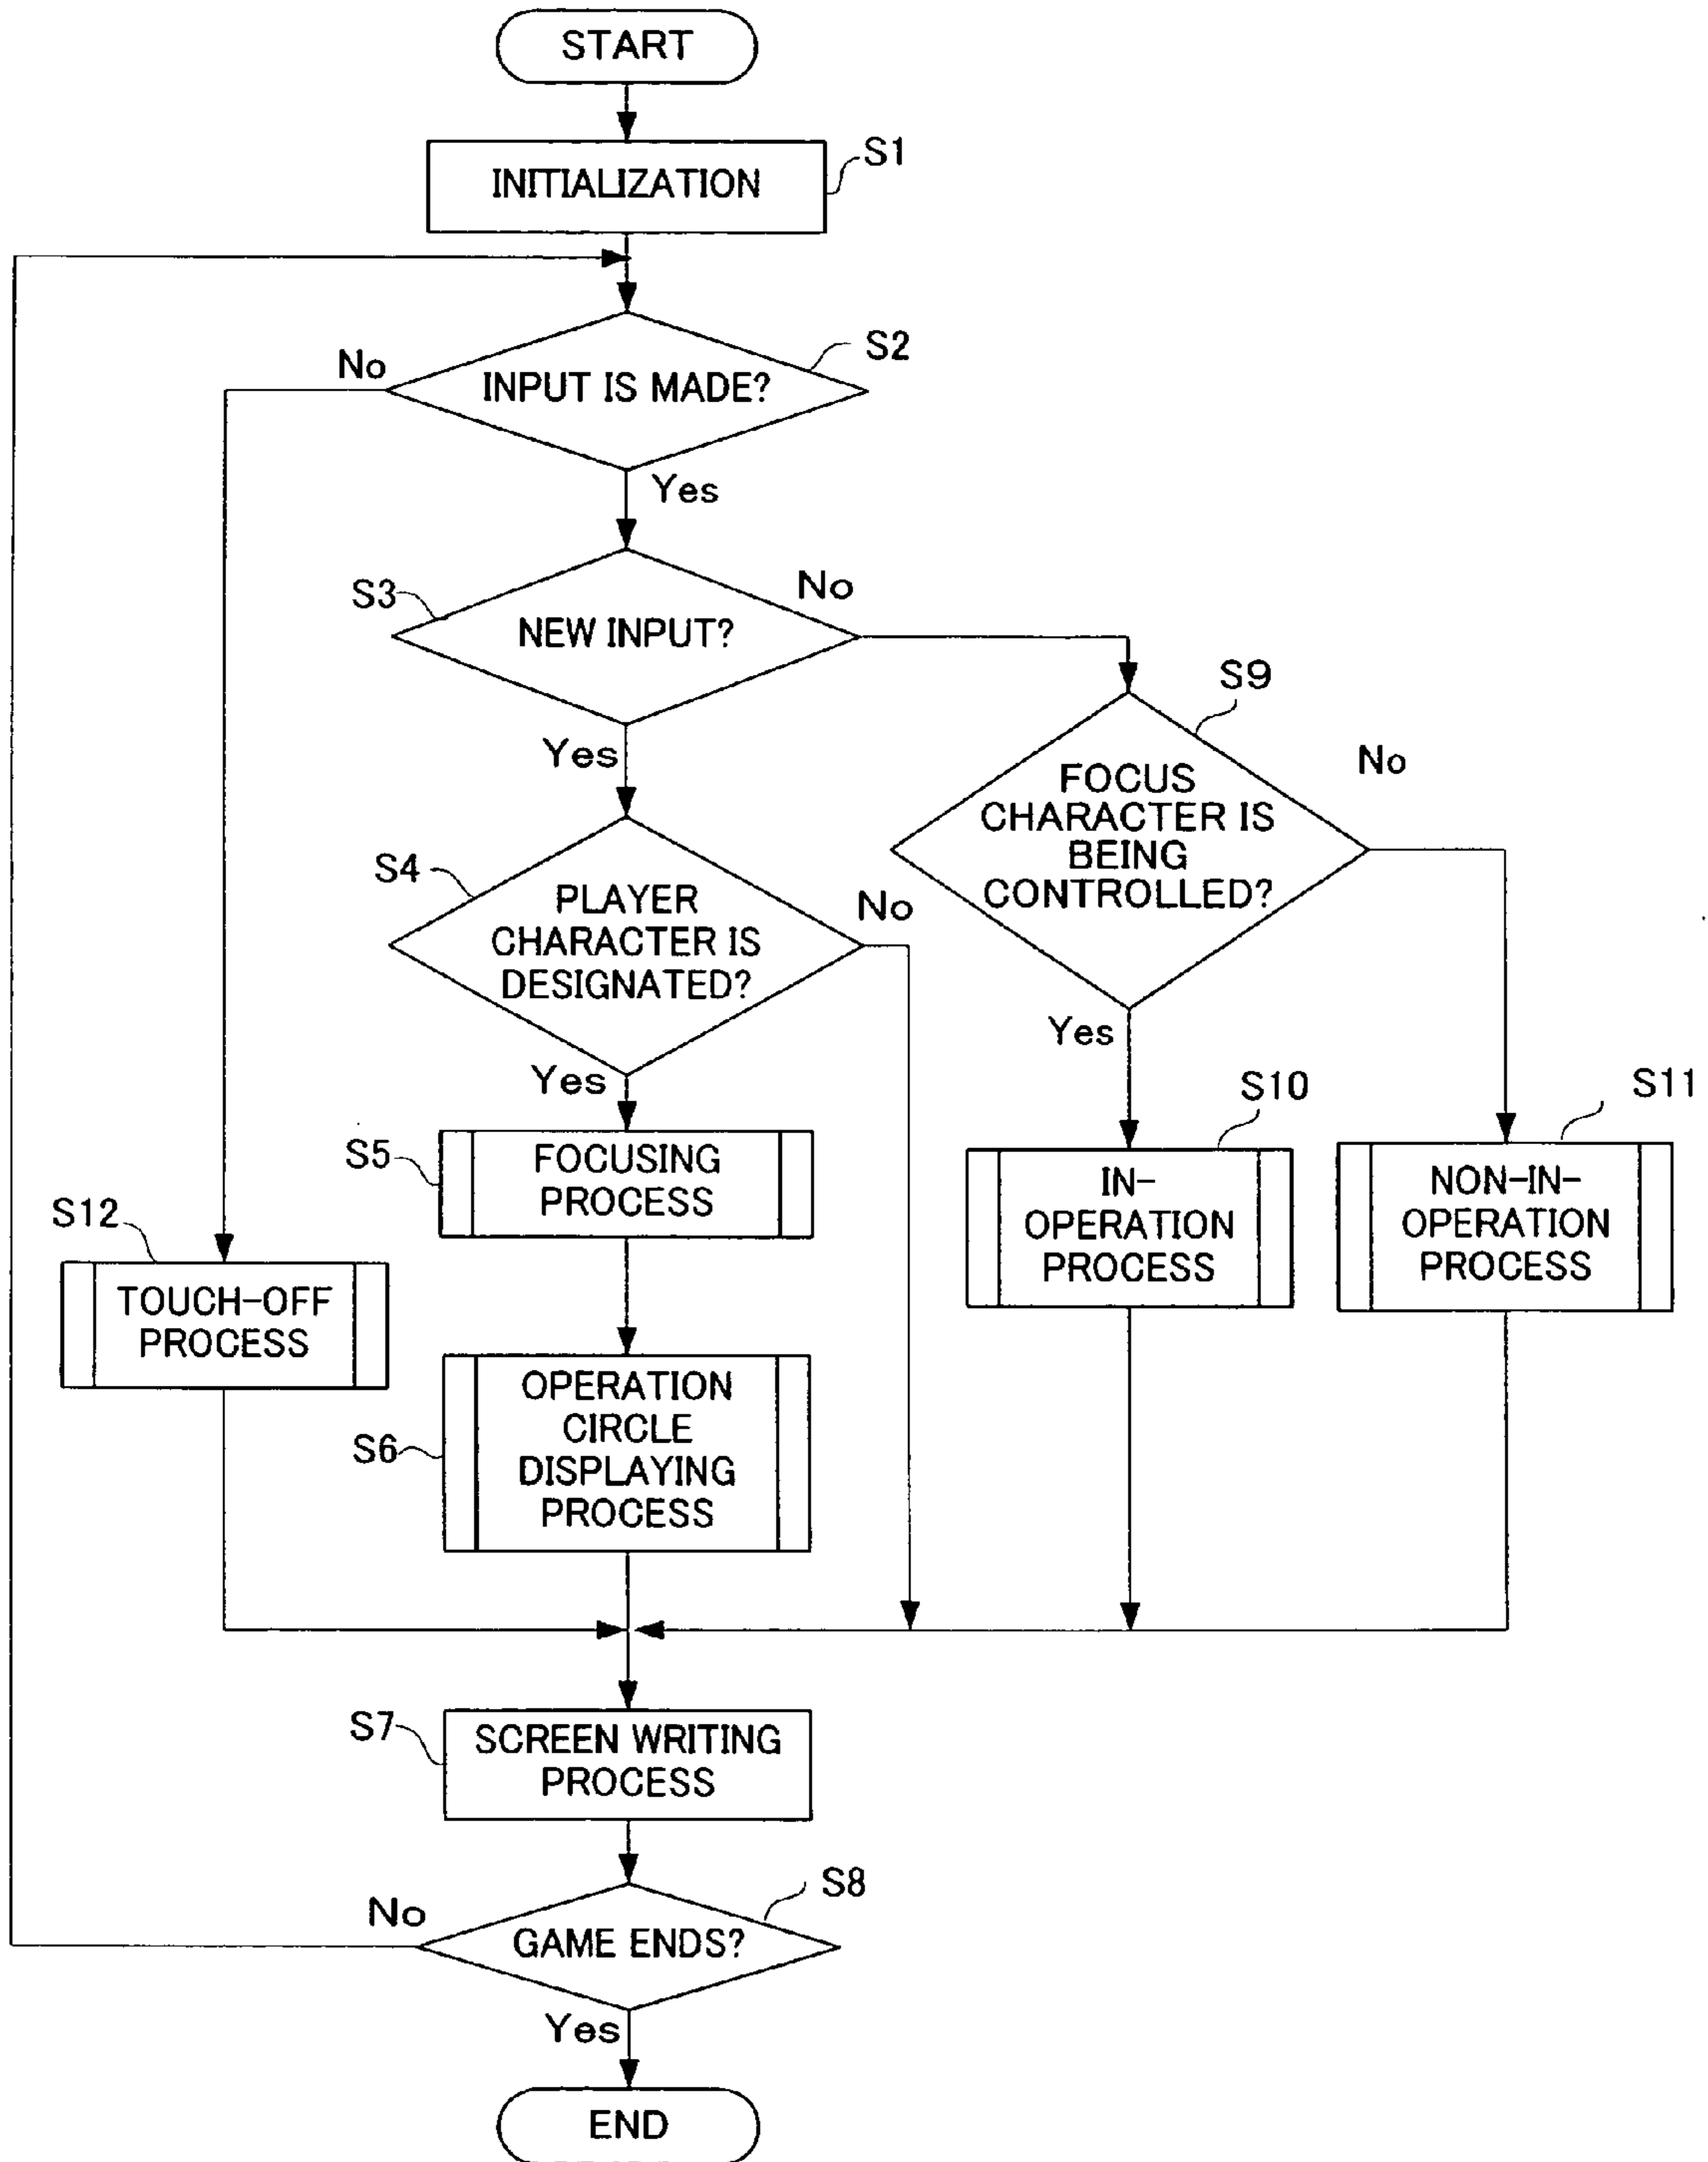 START
INITIALIZATION
S1
INPUT IS MADE?
S2
No
Yes
NEW INPUT?
S3
No
Yes
FOCUS
CHARACTER IS
BEING
CONTROLLED?
S9
No
Yes
PLAYER
CHARACTER IS
DESIGNATED?
S4
No
Yes
FOCUSING
PROCESS
S5
IN-
OPERATION
PROCESS
S10
NON-IN-
OPERATION
PROCESS
S11
TOUCH-OFF
PROCESS
S12
OPERATION
CIRCLE
DISPLAYING
PROCESS
S6
SCREEN WRITING
PROCESS
S7
GAME ENDS?
S8
No
Yes
END